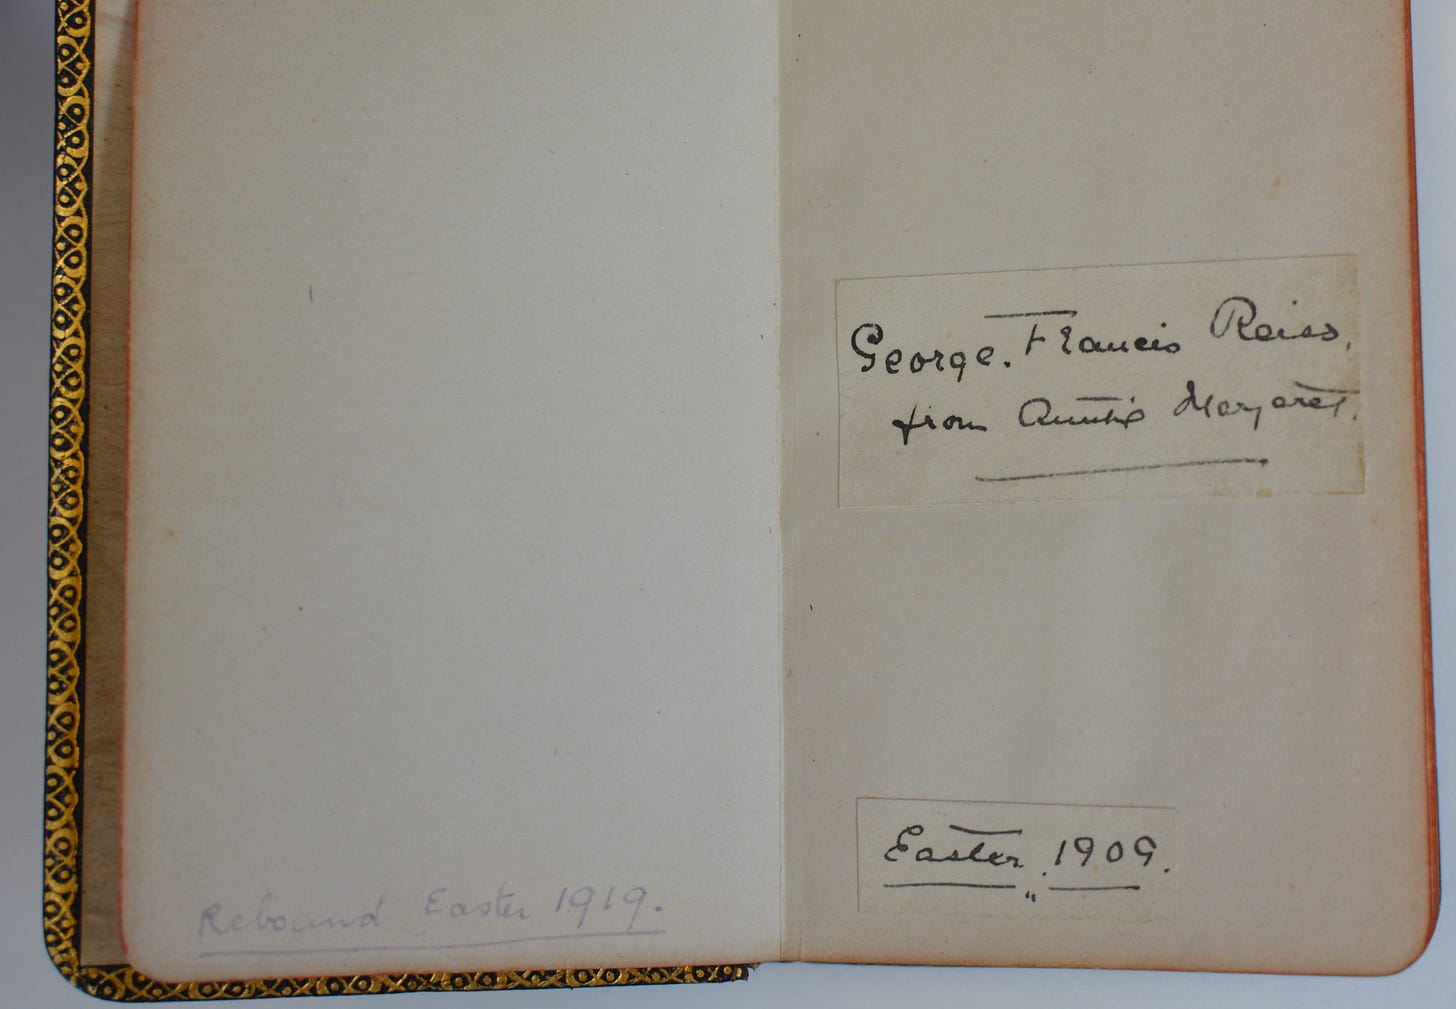 Rebound Easter 1919.
George. Francis Reiss.
from Auntie Margaret.
Easter. 1909.